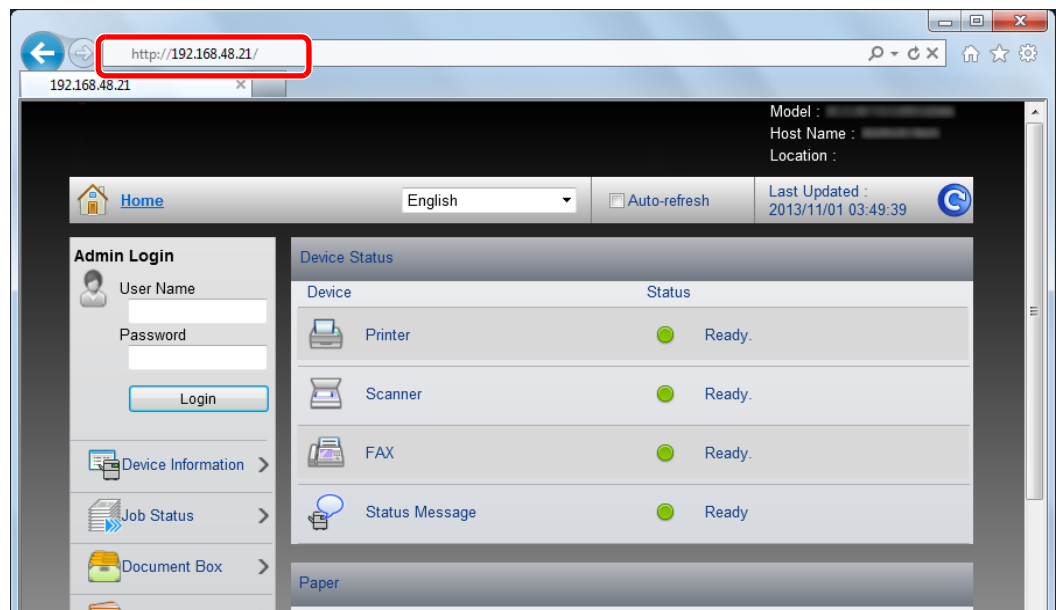 http://192.168.48.21/
192.168.48.21
Model :
Host Name :
Location :
Home
English
Auto-refresh
Last Updated :
2013/11/01 03:49:39
Admin Login
User Name
Password
Login
Device Information
Job Status
Document Box
Device Status
Device Status
Printer Ready.
Scanner Ready.
FAX Ready.
Status Message Ready
Paper